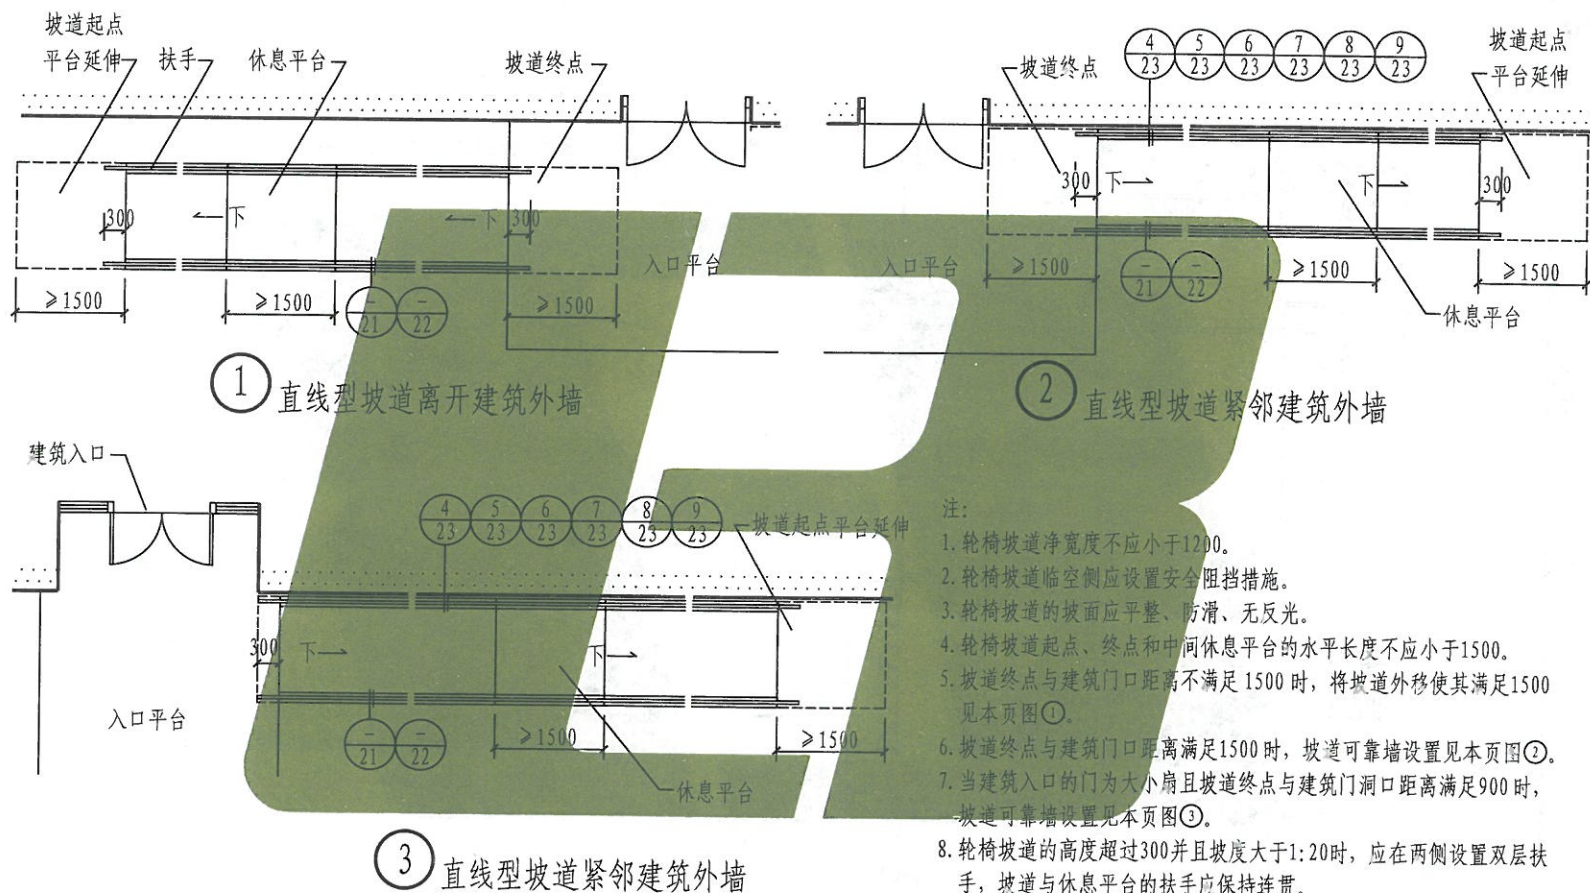 坡道起点
平台延伸
扶手
休息平台
坡道终点
300
下
下
300
入口平台
≥1500
≥1500
≥1500
-
21
-
22
1 直线型坡道离开建筑外墙
坡道终点
4
23
5
23
6
23
7
23
8
23
9
23
坡道起点
平台延伸
300
下
下
300
入口平台
≥1500
≥1500
≥1500
-
21
-
22
休息平台
2 直线型坡道紧邻建筑外墙
建筑入口
4
23
5
23
6
23
7
23
8
23
9
23
坡道起点平台延伸
300
下
下
入口平台
≥1500
≥1500
-
21
-
22
休息平台
3 直线型坡道紧邻建筑外墙
注:
1. 轮椅坡道净宽度不应小于1200。
2. 轮椅坡道临空侧应设置安全阻挡措施。
3. 轮椅坡道的坡面应平整、防滑、无反光。
4. 轮椅坡道起点、终点和中间休息平台的水平长度不应小于1500。
5. 坡道终点与建筑门口距离不满足1500时，将坡道外移使其满足1500
见本页图①。
6. 坡道终点与建筑门口距离满足1500时，坡道可靠墙设置见本页图②。
7. 当建筑入口的门为大小扇且坡道终点与建筑门洞口距离满足900时，
坡道可靠墙设置见本页图③。
8. 轮椅坡道的高度超过300并且坡度大于1:20时，应在两侧设置双层扶
手，坡道与休息平台的扶手应保持连贯。